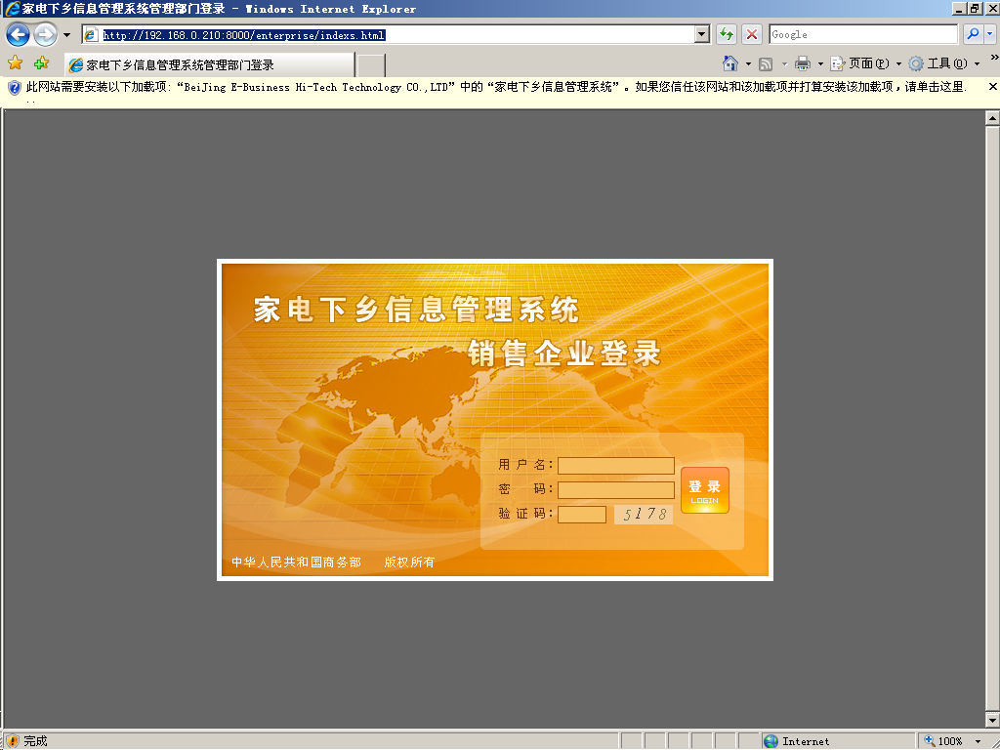 家电下乡信息管理系统管理部门登录 - Windows Internet Explorer
http://192.168.0.210:8000/enterprise/indexs.html
Google
家电下乡信息管理系统管理部门登录
页面(P)
工具(O)
此网站需要安装以下加载项:“BeiJing E-Business Hi-Tech Technology CO.,LTD”中的“家电下乡信息管理系统”。如果您信任该网站和该加载项并打算安装该加载项，请单击这里...
家电下乡信息管理系统
销售企业登录
用户名:
密 码:
登录
LOGIN
验证码: 5178
中华人民共和国商务部 版权所有
完成
Internet
100%